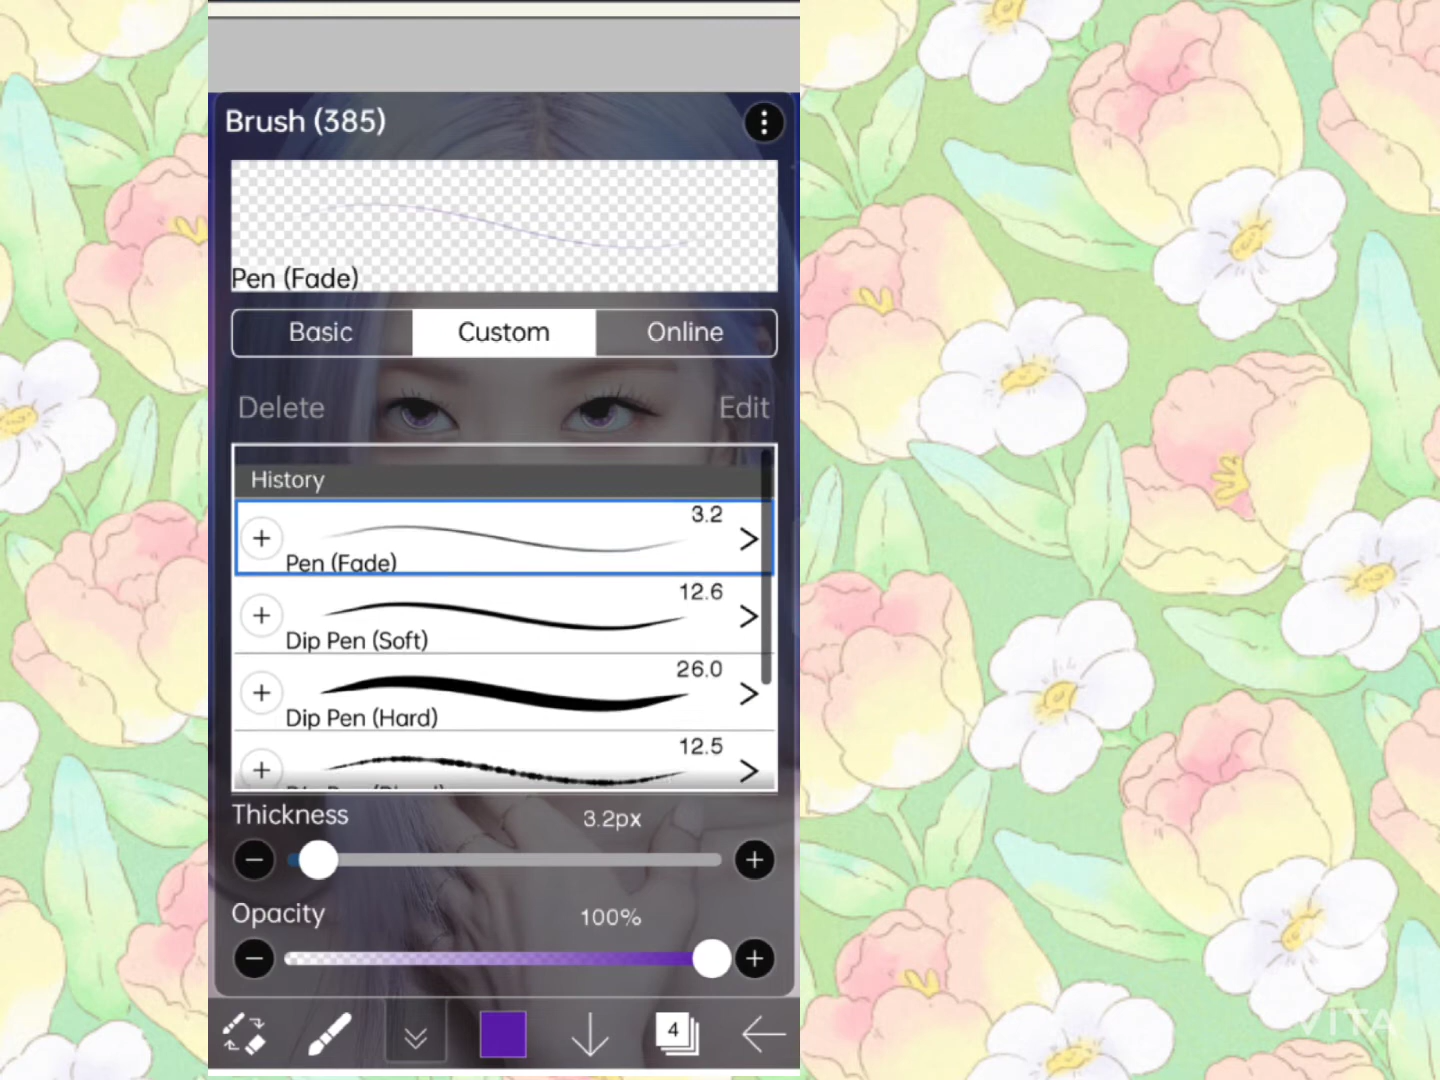 Brush (385)
Pen (Fade)
Basic Custom Online
Delete Edit
History
3.2
Pen (Fade)
12.6
Dip Pen (Soft)
26.0
Dip Pen (Hard)
12.5
Thickness 3.2px
Opacity 100%
4
VITA